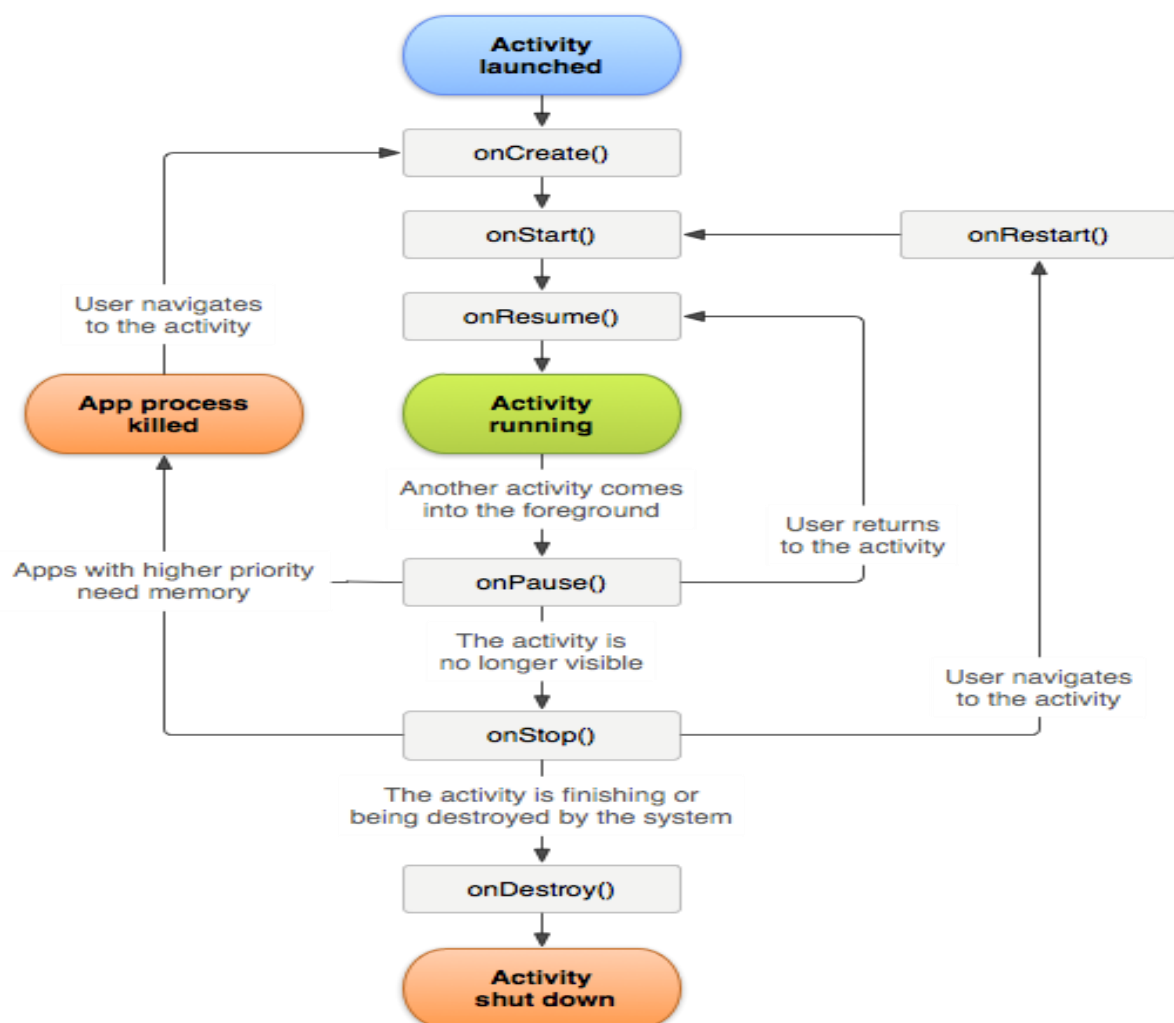 Activity
launched
onCreate()
onStart()
onRestart()
onResume()
User navigates
to the activity
App process
killed
Activity
running
Another activity comes
into the foreground
User returns
to the activity
Apps with higher priority
need memory
onPause()
The activity is
no longer visible
User navigates
to the activity
onStop()
The activity is finishing or
being destroyed by the system
onDestroy()
Activity
shut down